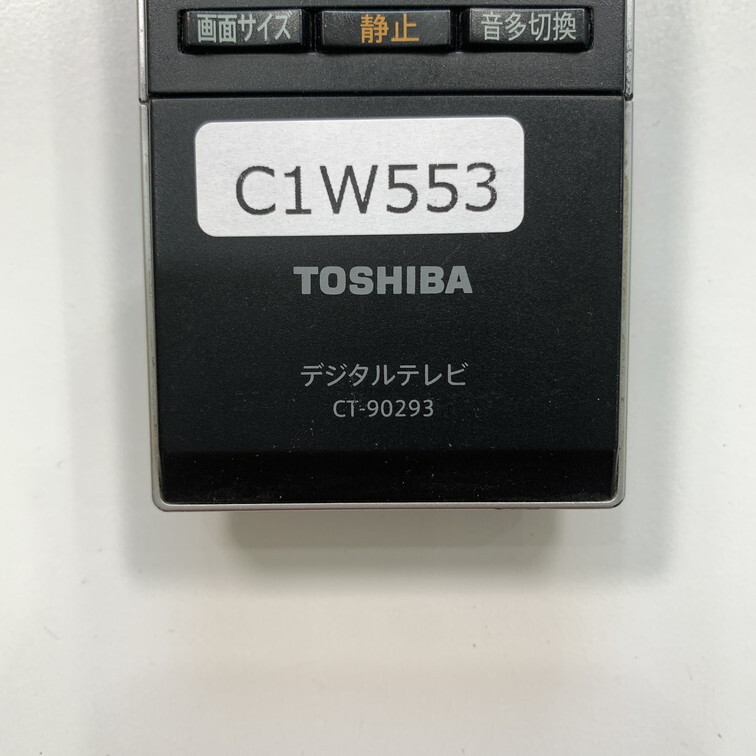 画面サイズ 静止 音多切換
C1W553
TOSHIBA
デジタルテレビ
CT-90293